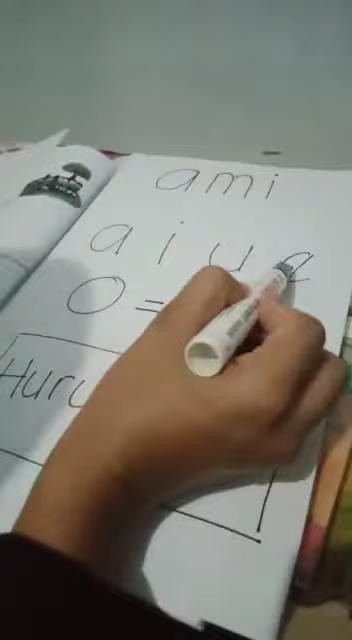 ami
a i u e
O =
Huru